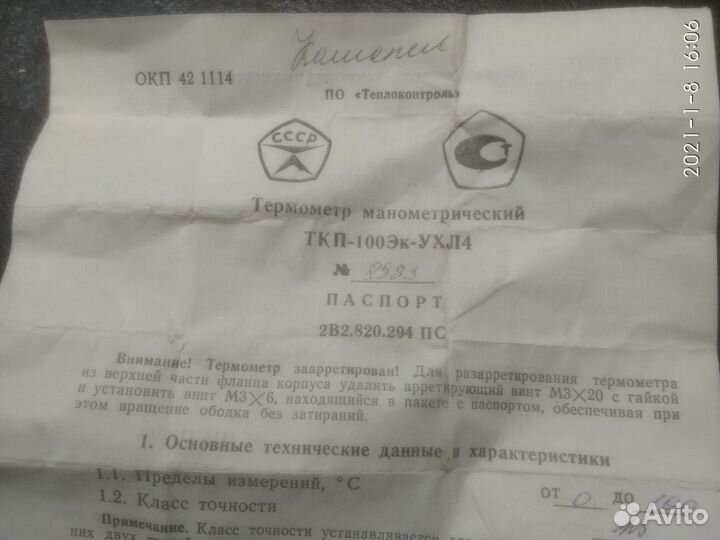 ОКП 42 1114
ПО «Теплоконтроль»
СССР
Термометр манометрический
ТКП-100Эк-УХЛ4
№ 8989
ПАСПОРТ
2В2.820.294 ПС
Внимание! Термометр заарретирован! Для разарретирования термометра
из верхней части фланца корпуса удалить арретирующий винт М3×20 с гайкой
и установить винт М3×6, находящийся в пакете с паспортом, обеспечивая при
этом вращение ободка без затираний.
1. Основные технические данные и характеристики
1.1. Пределы измерений, °С
от 0 до
1.2. Класс точности
Примечание. Класс точности устанавливается
них двух
2021-1-8 16:06
Avito